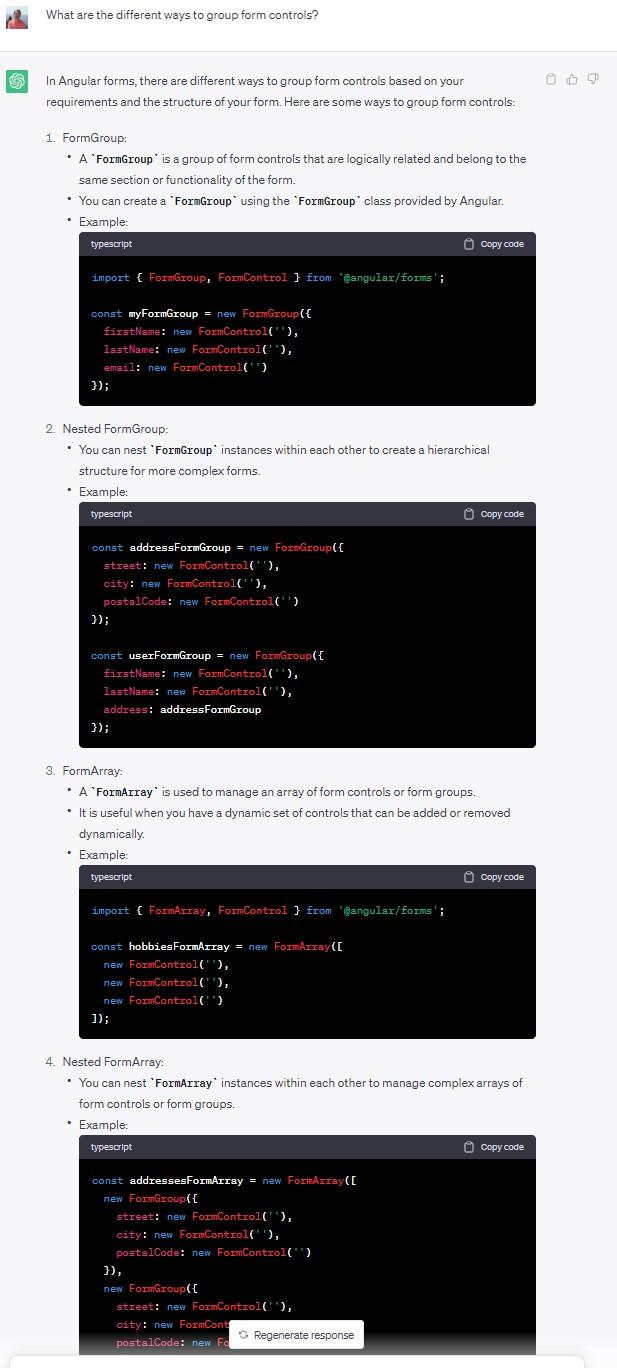 What are the different ways to group form controls?
In Angular forms, there are different ways to group form controls based on your
requirements and the structure of your form. Here are some ways to group form controls:
1. FormGroup:
• A `FormGroup` is a group of form controls that are logically related and belong to the
same section or functionality of the form.
• You can create a `FormGroup` using the `FormGroup` class provided by Angular.
• Example:
typescript Copy code
import { FormGroup, FormControl } from '@angular/forms';
const myFormGroup = new FormGroup({
firstName: new FormControl(''),
lastName: new FormControl(''),
email: new FormControl('')
});
2. Nested FormGroup:
• You can nest `FormGroup` instances within each other to create a hierarchical
structure for more complex forms.
• Example:
typescript Copy code
const addressFormGroup = new FormGroup({
street: new FormControl(''),
city: new FormControl(''),
postalCode: new FormControl('')
});
const userFormGroup = new FormGroup({
firstName: new FormControl(''),
lastName: new FormControl(''),
address: addressFormGroup
});
3. FormArray:
• A `FormArray` is used to manage an array of form controls or form groups.
• It is useful when you have a dynamic set of controls that can be added or removed
dynamically.
• Example:
typescript Copy code
import { FormArray, FormControl } from '@angular/forms';
const hobbiesFormArray = new FormArray([
new FormControl(''),
new FormControl(''),
new FormControl('')
]);
4. Nested FormArray:
• You can nest `FormArray` instances within each other to manage complex arrays of
form controls or form groups.
• Example:
typescript Copy code
const addressesFormArray = new FormArray([
new FormGroup({
street: new FormControl(''),
city: new FormControl(''),
postalCode: new FormControl('')
}),
new FormGroup({
street: new FormControl(''),
city: new
Regenerate response
postalCode: new